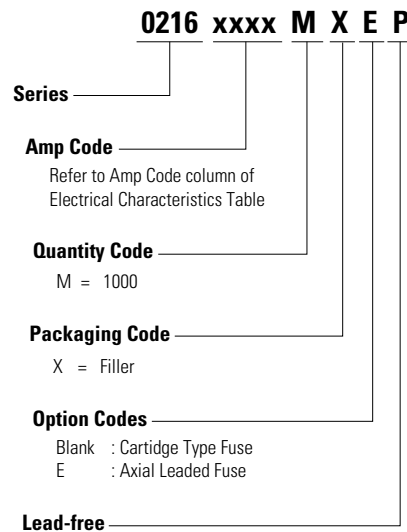 0216 xxxx M X E P
Series
Amp Code
Refer to Amp Code column of
Electrical Characteristics Table
Quantity Code
M = 1000
Packaging Code
X = Filler
Option Codes
Blank : Cartidge Type Fuse
E : Axial Leaded Fuse
Lead-free